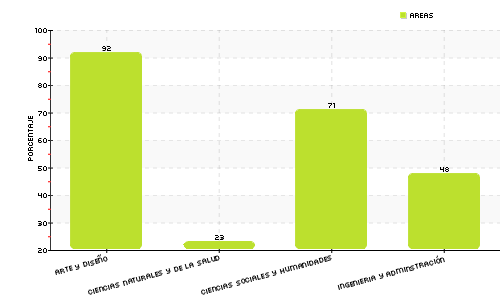 AREAS
PORCENTAJE
100
90
80
70
60
50
40
30
20
92
23
71
48
ARTE Y DISEÑO
CIENCIAS NATURALES Y DE LA SALUD
CIENCIAS SOCIALES Y HUMANIDADES
INGENIERIA Y ADMINSTRACIÓN